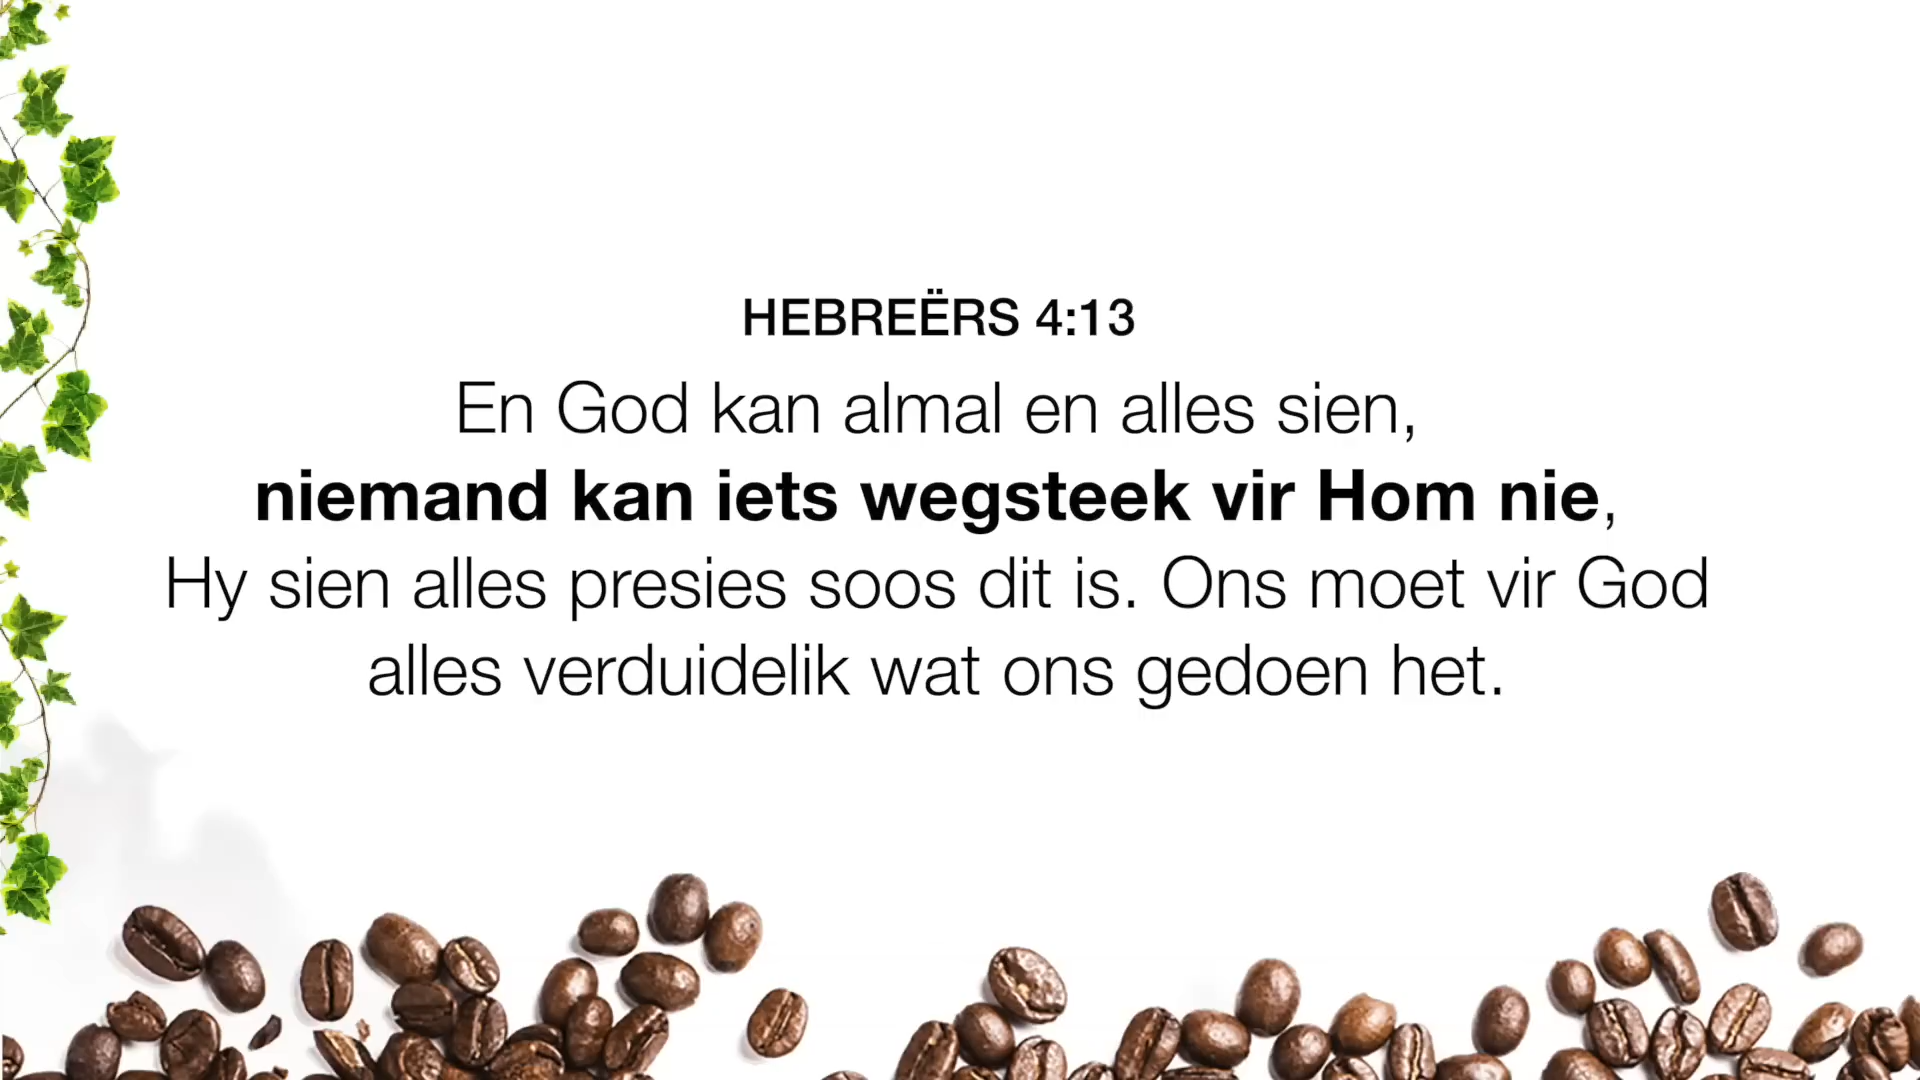 HEBREËRS 4:13
En God kan almal en alles sien,
niemand kan iets wegsteek vir Hom nie,
Hy sien alles presies soos dit is. Ons moet vir God
alles verduidelik wat ons gedoen het.